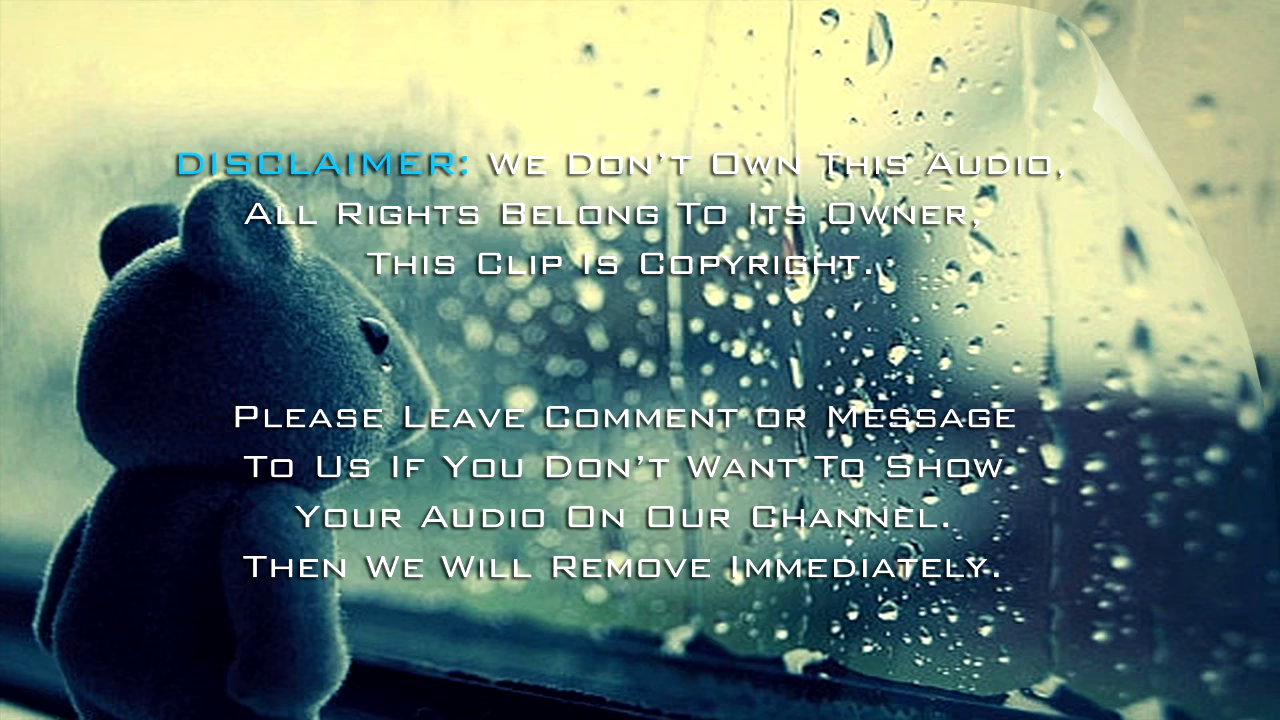 DISCLAIMER: We Don't Own This Audio,
All Rights Belong To Its Owner,
This Clip Is Copyright.
Please Leave Comment or Message
To Us If You Don't Want To Show
Your Audio On Our Channel.
Then We Will Remove Immediately.